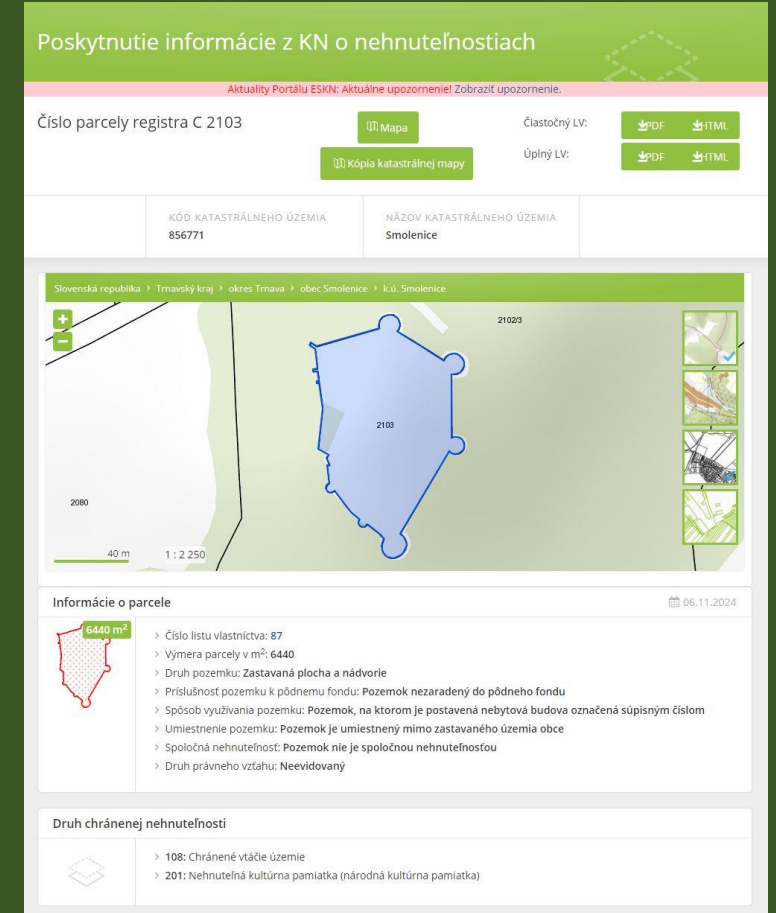 Poskytnutie informácie z KN o nehnuteľnostiach
Aktuality Portálu ESKN: Aktuálne upozornenie! Zobraziť upozornenie.
Číslo parcely registra C 2103
Mapa
Kópia katastrálnej mapy
Čiastočný LV:
PDF
HTML
Úplný LV:
PDF
HTML
KÓD KATASTRÁLNEHO ÚZEMIA
856771
NÁZOV KATASTRÁLNEHO ÚZEMIA
Smolenice
Slovenská republika > Trnavský kraj > okres Trnava > obec Smolenice > k.ú. Smolenice
+
−
2102/3
2103
2080
40 m
1 : 2 250
Informácie o parcele
06.11.2024
6440 m²
> Číslo listu vlastníctva: 87
> Výmera parcely v m²: 6440
> Druh pozemku: Zastavaná plocha a nádvorie
> Príslušnosť pozemku k pôdnemu fondu: Pozemok nezaradený do pôdneho fondu
> Spôsob využívania pozemku: Pozemok, na ktorom je postavená nebytová budova označená súpisným číslom
> Umiestnenie pozemku: Pozemok je umiestnený mimo zastavaného územia obce
> Spoločná nehnuteľnosť: Pozemok nie je spoločnou nehnuteľnosťou
> Druh právneho vzťahu: Neevidovaný
Druh chránenej nehnuteľnosti
> 108: Chránené vtáčie územie
> 201: Nehnuteľná kultúrna pamiatka (národná kultúrna pamiatka)